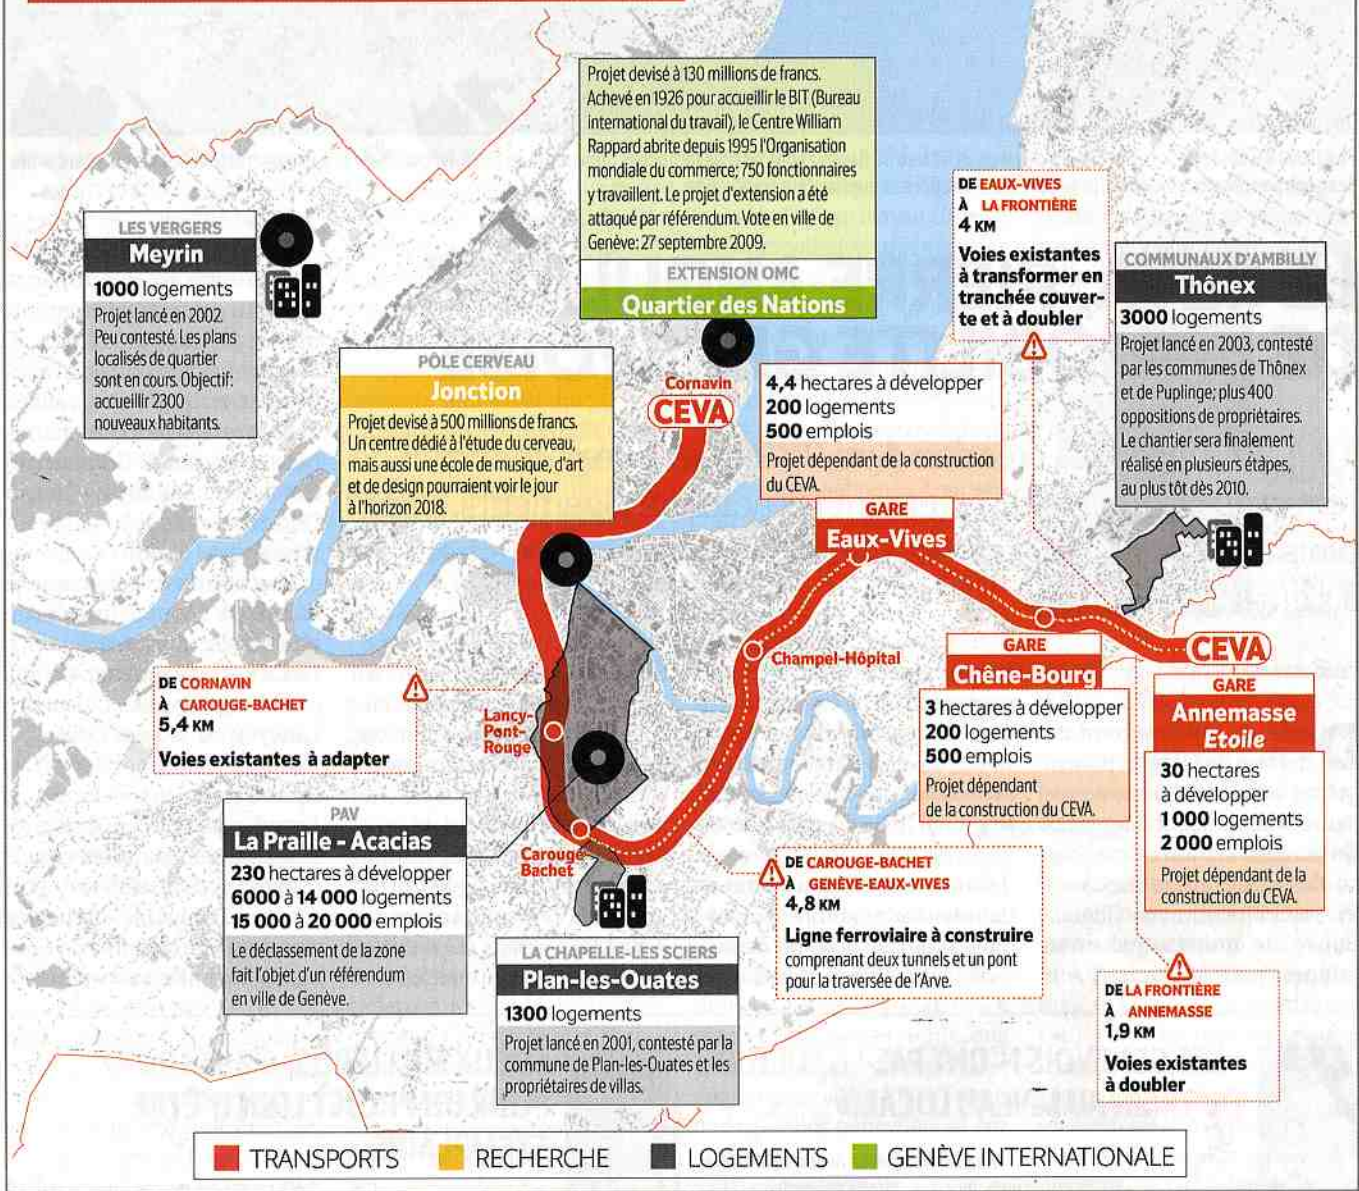 Projet devisé à 130 millions de francs.
Achevé en 1926 pour accueillir le BIT (Bureau
international du travail), le Centre William
Rappard abrite depuis 1995 l'Organisation
mondiale du commerce; 750 fonctionnaires
y travaillent. Le projet d'extension a été
attaqué par référendum. Vote en ville de
Genève: 27 septembre 2009.
EXTENSION OMC
Quartier des Nations
LES VERGERS
Meyrin
1000 logements
Projet lancé en 2002.
Peu contesté. Les plans
localisés de quartier
sont en cours. Objectif:
accueillir 2300
nouveaux habitants.
DE EAUX-VIVES
À LA FRONTIÈRE
4 KM
Voies existantes
à transformer en
tranchée couver-
te et à doubler
COMMUNAUX D'AMBILLY
Thônex
3000 logements
Projet lancé en 2003, contesté
par les communes de Thônex
et de Puplinge; plus 400
oppositions de propriétaires.
Le chantier sera finalement
réalisé en plusieurs étàpes,
au plus tôt dès 2010.
PÔLE CERVEAU
Jonction
Projet devisé à 500 millions de francs.
Un centre dédié à l'étude du cerveau,
mais aussi une école de musique, d'art
et de design pourraient voir le jour
à l'horizon 2018.
Cornavin
CEVA
4,4 hectares à développer
200 logements
500 emplois
Projet dépendant de la construction
du CEVA.
GARE
Eaux-Vives
Champel-Hôpital
GARE
Chêne-Bourg
3 hectares à développer
200 logements
500 emplois
Projet dépendant
de la construction du CEVA.
CEVA
GARE
Annemasse
Etoile
30 hectares
à développer
1 000 logements
2 000 emplois
Projet dépendant de la
construction du CEVA.
DE CORNAVIN
À CAROUGE-BACHET
5,4 KM
Voies existantes à adapter
Lancy-
Pont-
Rouge
PAV
La Praille - Acacias
230 hectares à développer
6000 à 14 000 logements
15 000 à 20 000 emplois
Le déclassement de la zone
fait l'objet d'un référendum
en ville de Genève.
Carouge
Bachet
LA CHAPELLE-LES SCIERS
Plan-les-Ouates
1300 logements
Projet lancé en 2001, contesté par la
commune de Plan-les-Ouates et les
propriétaires de villas.
DE CAROUGE-BACHET
À GENÈVE-EAUX-VIVES
4,8 KM
Ligne ferroviaire à construire
comprenant deux tunnels et un pont
pour la traversée de l'Arve.
DE LA FRONTIÈRE
À ANNEMASSE
1,9 KM
Voies existantes
à doubler
TRANSPORTS RECHERCHE LOGEMENTS GENÈVE INTERNATIONALE